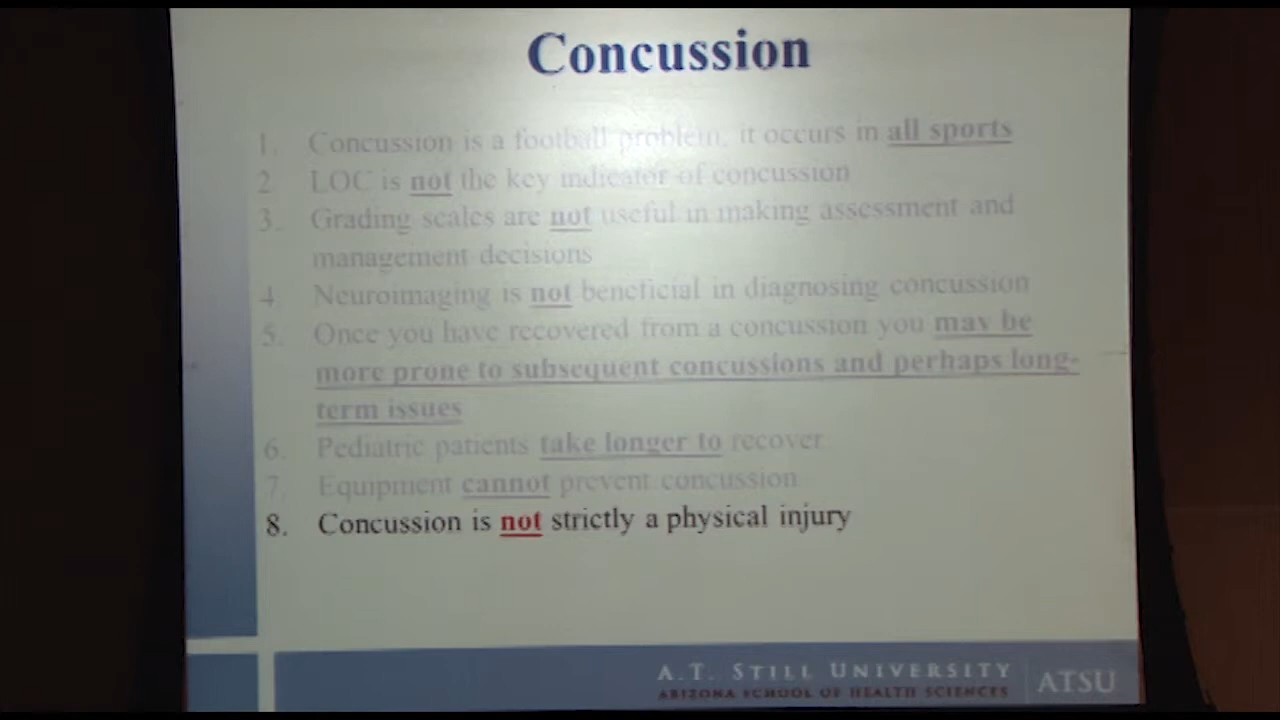 Concussion
1. Concussion is a football problem, it occurs in all sports
2. LOC is not the key indicator of concussion
3. Grading scales are not useful in making assessment and
management decisions
4. Neuroimaging is not beneficial in diagnosing concussion
5. Once you have recovered from a concussion you may be
more prone to subsequent concussions and perhaps long-
term issues
6. Pediatric patients take longer to recover
7. Equipment cannot prevent concussion
8. Concussion is not strictly a physical injury
A.T. STILL UNIVERSITY
ARIZONA SCHOOL OF HEALTH SCIENCES
ATSU